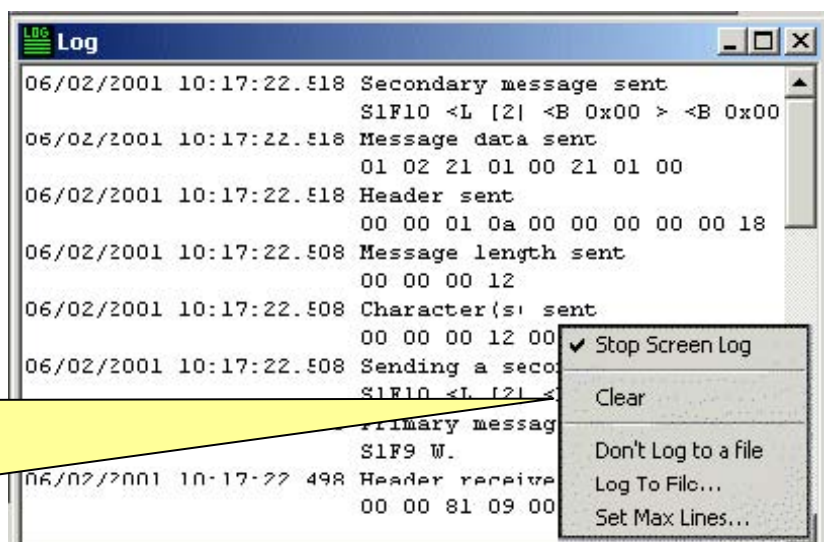 LOG Log
06/02/2001 10:17:22.518 Secondary message sent
S1F10 <L [2] <B 0x00 > <B 0x00
06/02/2001 10:17:22.518 Message data sent
01 02 21 01 00 21 01 00
06/02/2001 10:17:22.518 Header sent
00 00 01 0a 00 00 00 00 00 18
06/02/2001 10:17:22.508 Message length sent
00 00 00 12
06/02/2001 10:17:22.508 Character(s) sent
00 00 00 12 00
06/02/2001 10:17:22.508 Sending a seco
S1F10 <L [2] <
Primary messag
S1F9 W.
06/02/2001 10:17:22 498 Header receive
00 00 81 09 00
Stop Screen Log
Clear
Don't Log to a file
Log To File...
Set Max Lines...